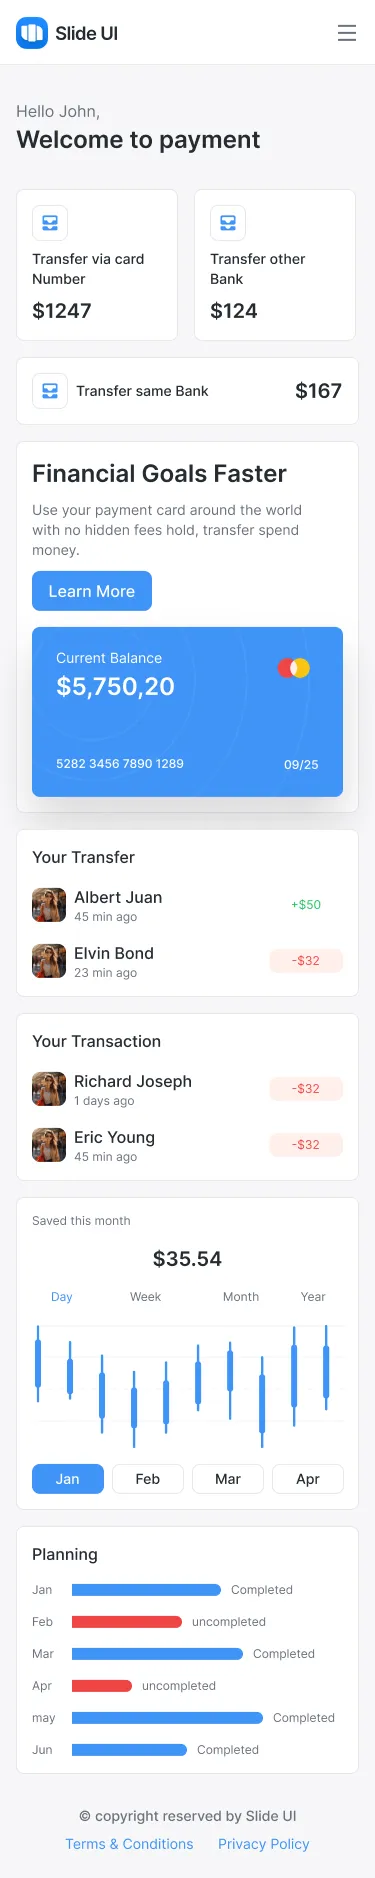 Slide UI
Hello John,
Welcome to payment
Transfer via card
Number
$1247
Transfer other
Bank
$124
Transfer same Bank
$167
Financial Goals Faster
Use your payment card around the world
with no hidden fees hold, transfer spend
money.
Learn More
Current Balance
$5,750,20
5282 3456 7890 1289
09/25
Your Transfer
Albert Juan
+$50
45 min ago
Elvin Bond
-$32
23 min ago
Your Transaction
Richard Joseph
-$32
1 days ago
Eric Young
-$32
45 min ago
Saved this month
$35.54
Day Week Month Year
Jan Feb Mar Apr
Planning
Jan Completed
Feb uncompleted
Mar Completed
Apr uncompleted
may Completed
Jun Completed
© copyright reserved by Slide UI
Terms & Conditions Privacy Policy